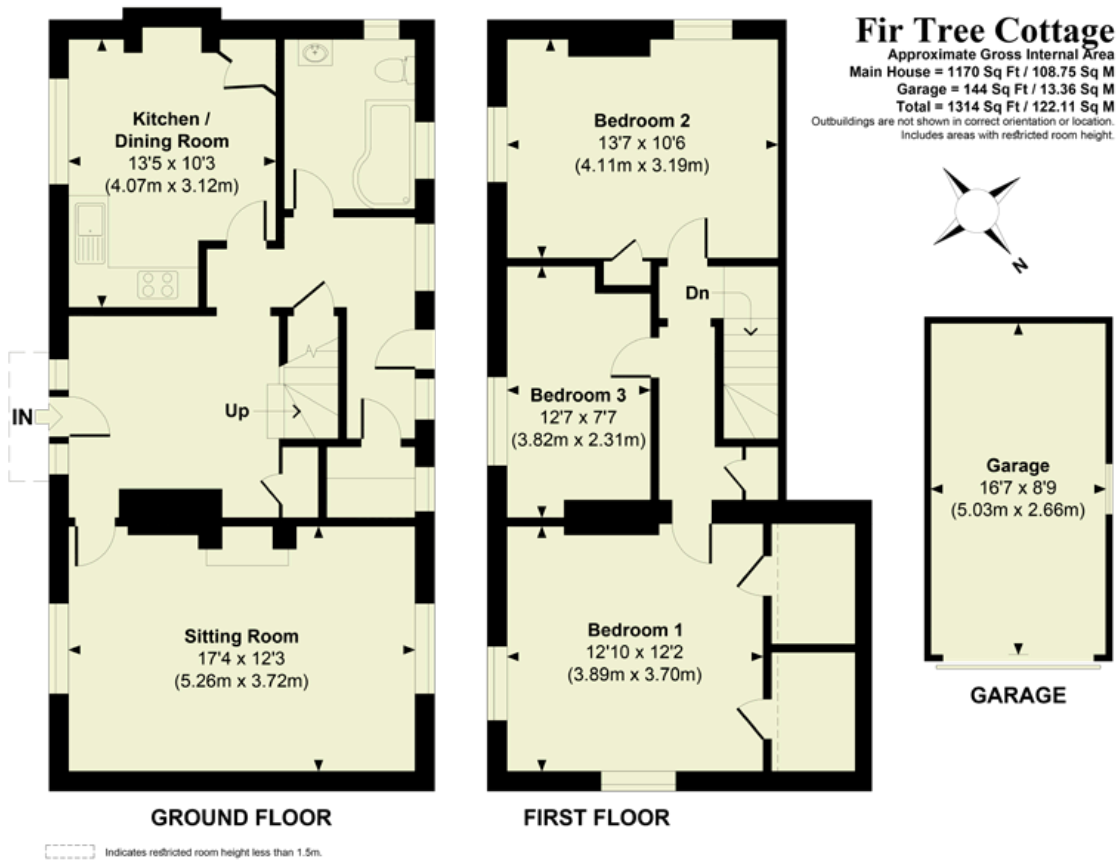 Fir Tree Cottage
Approximate Gross Internal Area
Main House = 1170 Sq Ft / 108.75 Sq M
Garage = 144 Sq Ft / 13.36 Sq M
Total = 1314 Sq Ft / 122.11 Sq M
Outbuildings are not shown in correct orientation or location.
Includes areas with restricted room height.
N
Kitchen /
Dining Room
13'5 x 10'3
(4.07m x 3.12m)
IN
Up
Sitting Room
17'4 x 12'3
(5.26m x 3.72m)
GROUND FLOOR
Bedroom 2
13'7 x 10'6
(4.11m x 3.19m)
Dn
Bedroom 3
12'7 x 7'7
(3.82m x 2.31m)
Bedroom 1
12'10 x 12'2
(3.89m x 3.70m)
FIRST FLOOR
Garage
16'7 x 8'9
(5.03m x 2.66m)
GARAGE
Indicates restricted room height less than 1.5m.